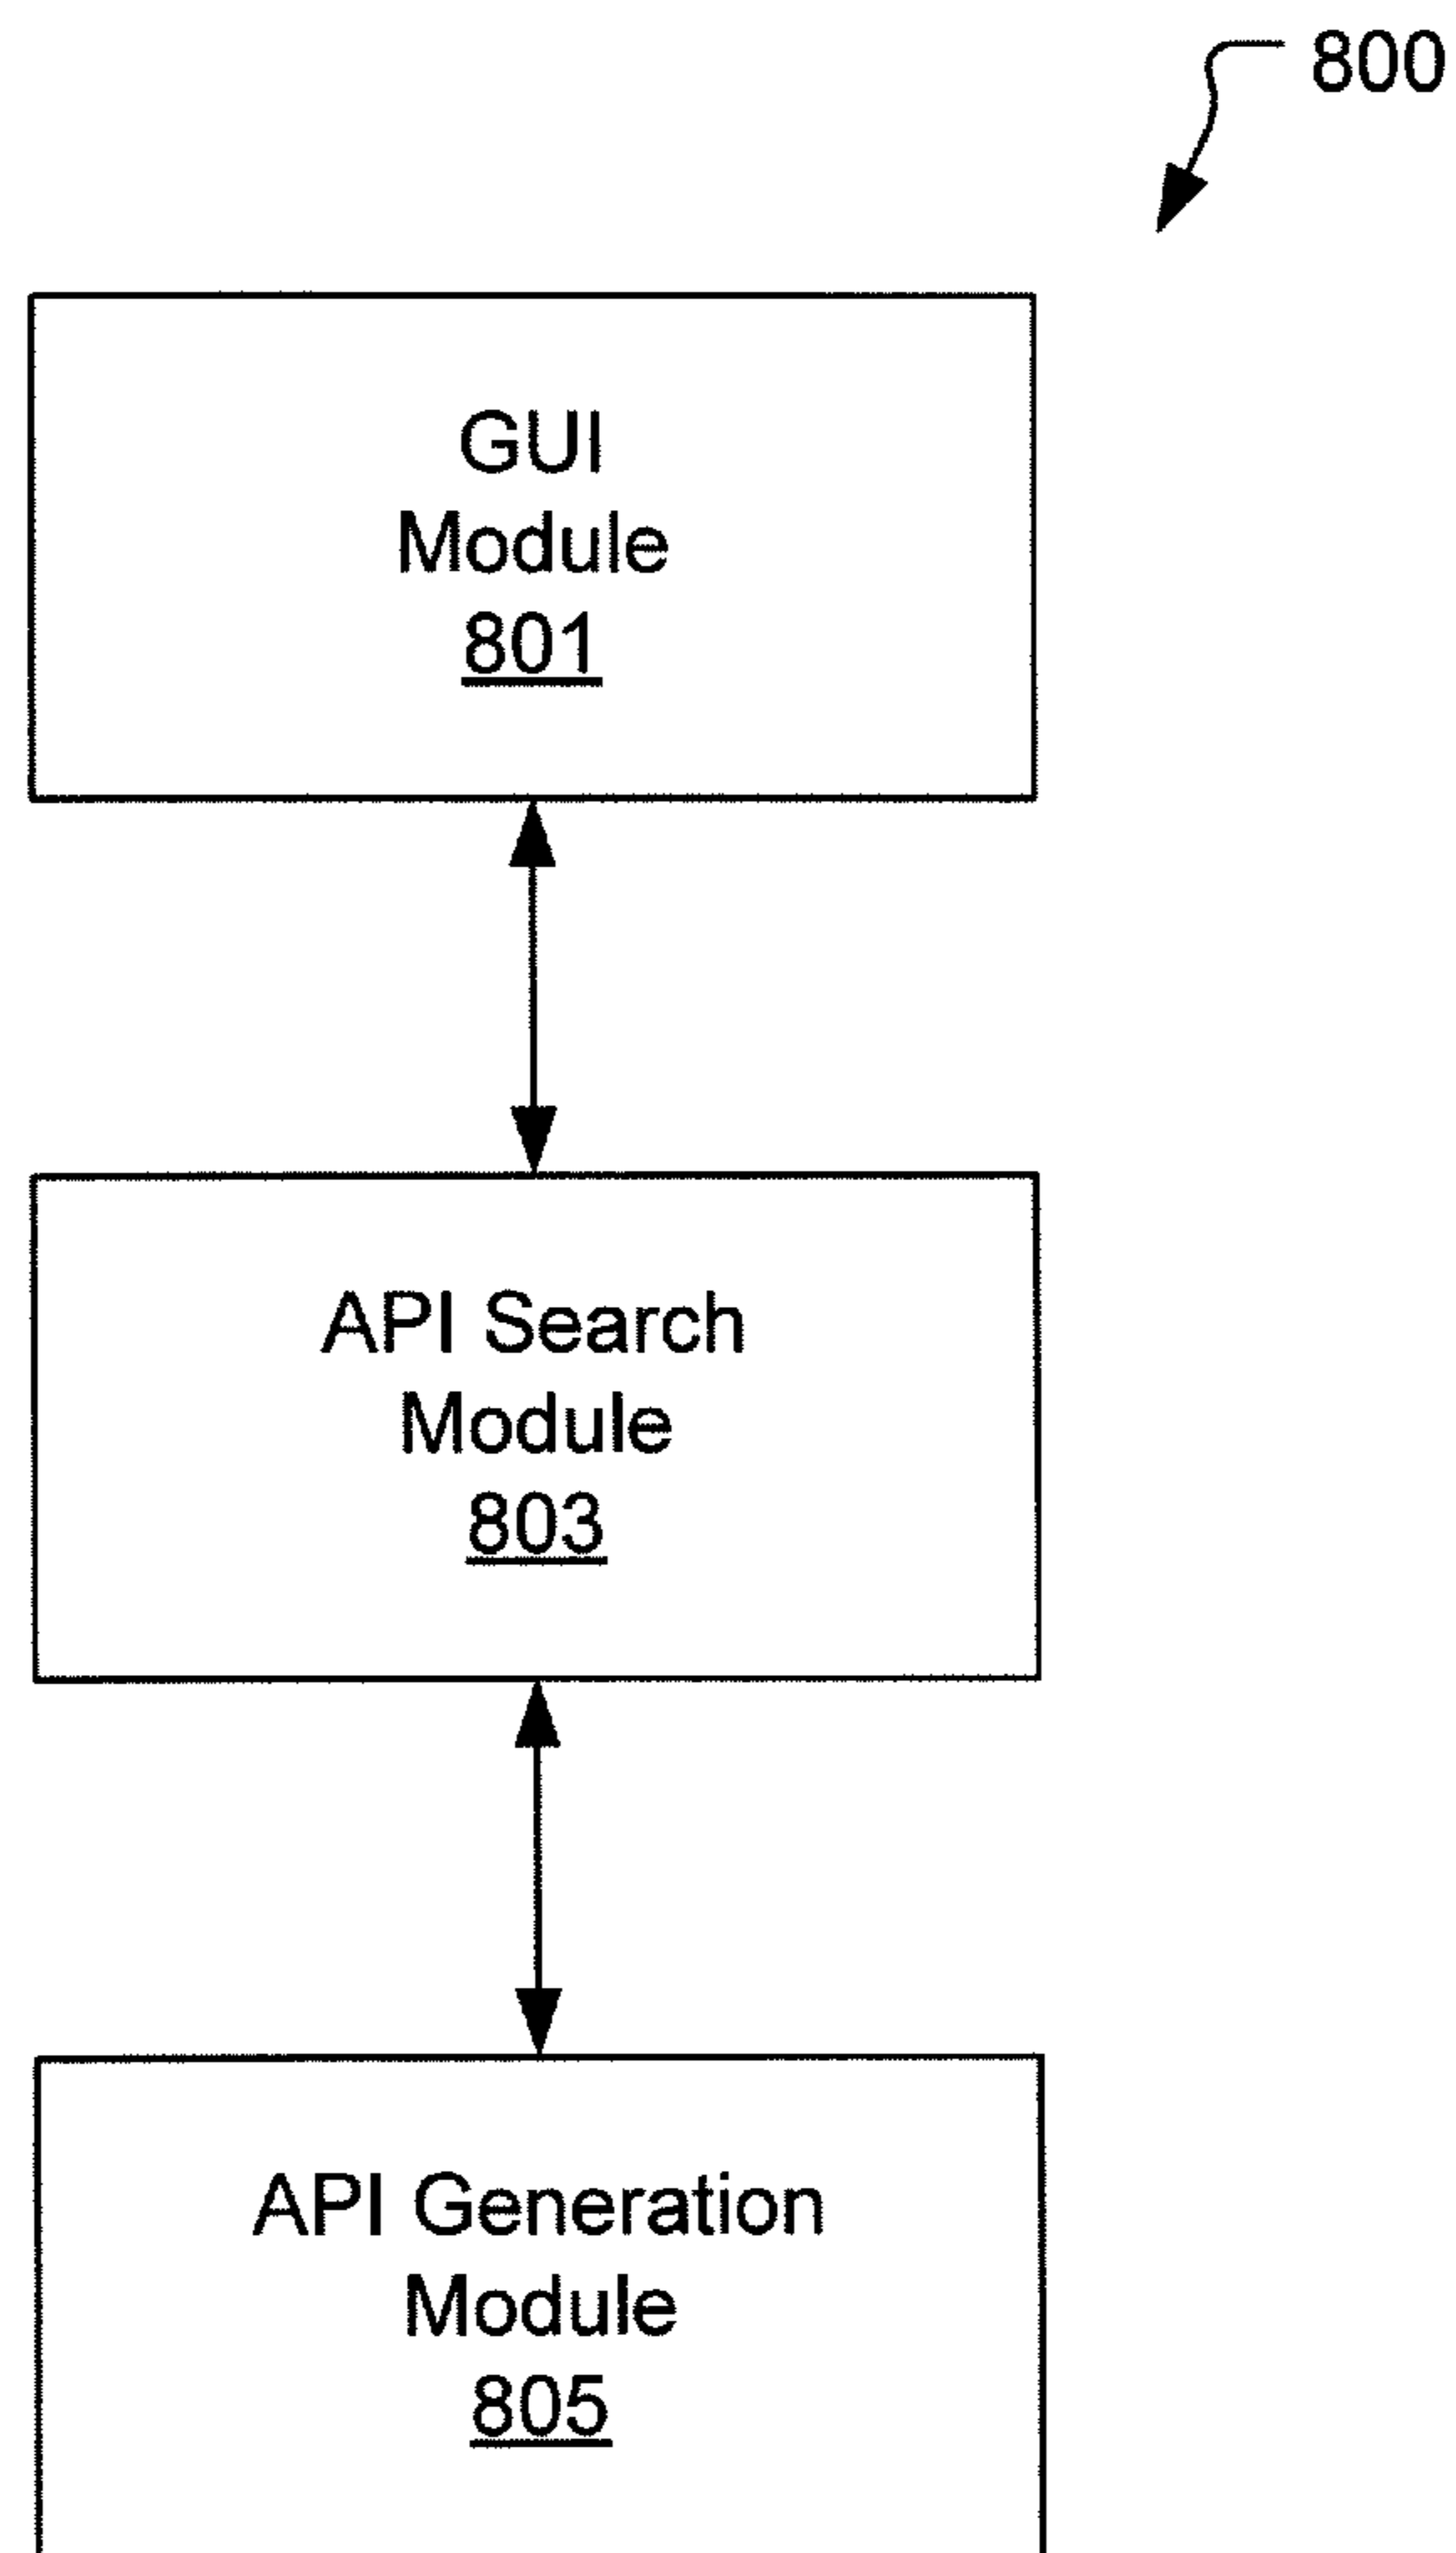 800
GUI
Module
801
API Search
Module
803
API Generation
Module
805